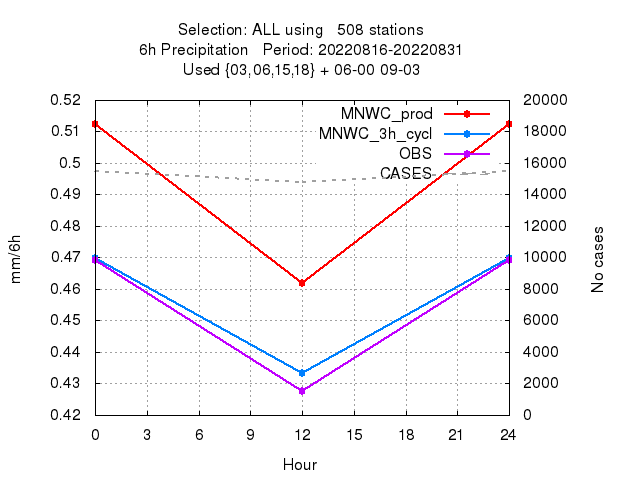 Selection: ALL using   508 stations
6h Precipitation   Period: 20220816-20220831
Used {03,06,15,18} + 06-00 09-03
MNWC_prod
MNWC_3h_cycl
OBS
CASES
0.52
0.51
0.5
0.49
0.48
0.47
0.46
0.45
0.44
0.43
0.42
mm/6h
20000
18000
16000
14000
12000
10000
8000
6000
4000
2000
0
No cases
0 3 6 9 12 15 18 21 24
Hour